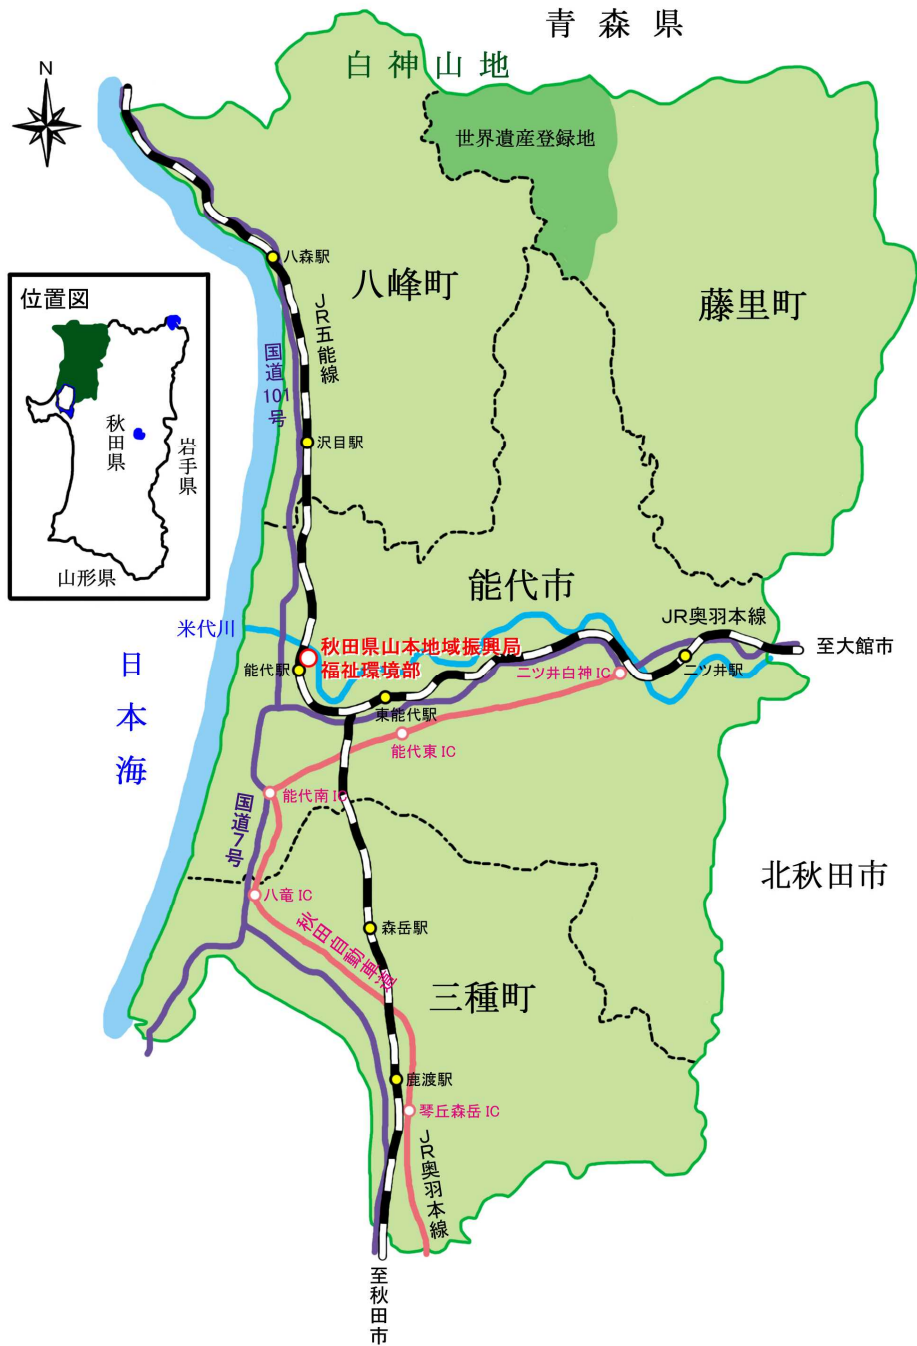 青森県
白神山地
N
世界遺産登録地
八森駅
八峰町
藤里町
位置図
秋田県
岩手県
山形県
JR五能線
国道101号
沢目駅
能代市
米代川
JR奥羽本線
至大館市
秋田県山本地域振興局
福祉環境部
能代駅
二ツ井白神IC
二ツ井駅
日本海
東能代駅
能代東IC
能代南IC
国道7号
北秋田市
八竜IC
森岳駅
秋田自動車道
三種町
鹿渡駅
琴丘森岳IC
JR奥羽本線
至秋田市